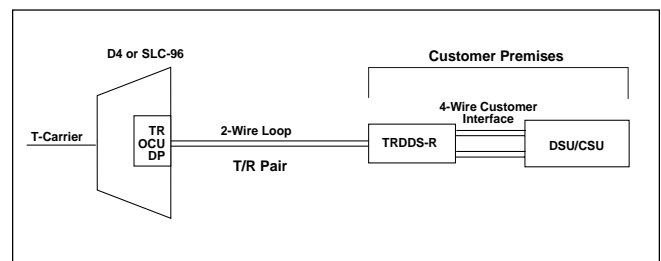 D4 or SLC-96
Customer Premises
4-Wire Customer
Interface
T-Carrier
TR
OCU
DP
2-Wire Loop
T/R Pair
TRDDS-R
DSU/CSU